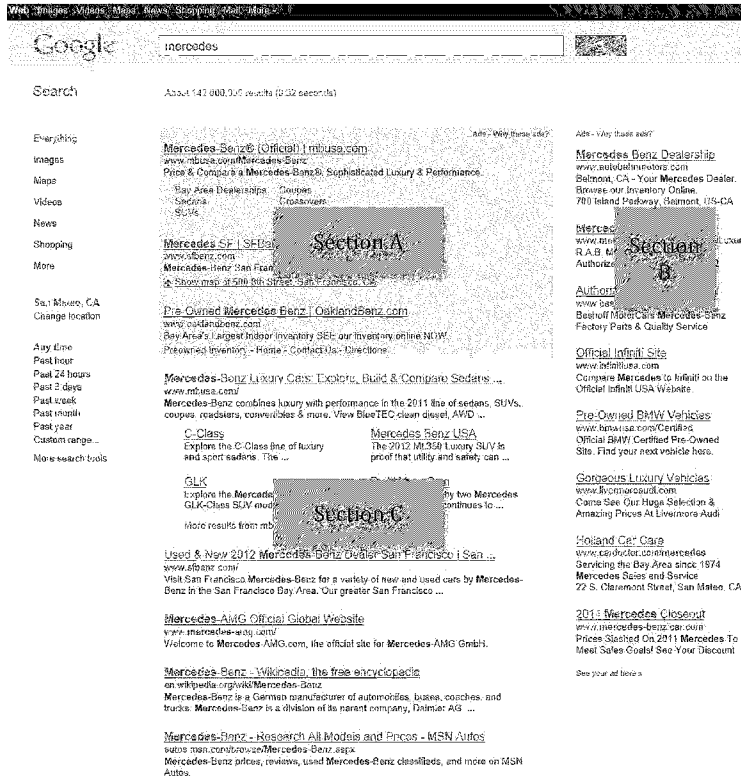 Web Images Videos Maps News Shopping Mail More
Google
mercedes
Search
Everything
Images
Maps
Videos
News
Shopping
More
San Mateo, CA
Change location
Any time
Past hour
Past 24 hours
Past 3 days
Past week
Past month
Past year
Custom range...
More search tools
Ads - Why these ads?
Mercedes-Benz® (Official) | mbusa.com
www.mbusa.com/Mercedes-Benz
Price & Compare a Mercedes-Benz®. Sophisticated Luxury & Performance.
Bay Area Dealerships Coupes
Sedans Crossovers
SUVs
Section A
Mercedes SF |
www.sfbenz.com
Mercedes-Benz San
Show map of 500 8th Street, San Francisco, CA
Pre-Owned Mercedes Benz | OaklandBenz.com
www.oaklandbenz.com
Bay Area's Largest Indoor Inventory SEE our inventory online NOW.
Preowned Inventory - Home - Contact Us - Directions
Mercedes-Benz Luxury Cars: Explore, Build & Compare Sedans ...
www.mbusa.com/
Mercedes-Benz combines luxury with performance in the 2011 line of sedans, SUVs,
coupes, roadsters, convertibles & more. View BlueTEC clean diesel, AWD ...
C-Class Mercedes Benz USA
Explore the C-Class line of luxury The 2012 ML350 Luxury SUV is
and sport sedans. The ... proof that utility and safety can ...
GLK
Explore the by two Mercedes
GLK-Class SUV continues to ...
More results from
Section C
Used & New 2012 Mercedes-Benz Dealer San Francisco | San ...
www.sfbenz.com/
Visit San Francisco Mercedes-Benz for a variety of new and used cars by Mercedes-
Benz in the San Francisco Bay Area. Our greater San Francisco ...
Mercedes-AMG Official Global Website
www.mercedes-amg.com/
Welcome to Mercedes-AMG.com, the official site for Mercedes-AMG GmbH.
Mercedes-Benz - Wikipedia, the free encyclopedia
en.wikipedia.org/wiki/Mercedes-Benz
Mercedes-Benz is a German manufacturer of automobiles, buses, coaches, and
trucks. Mercedes-Benz is a division of its parent company, Daimler AG ...
Mercedes-Benz - Research All Models and Prices - MSN Autos
autos.msn.com/browse/Mercedes-Benz.aspx
Mercedes-Benz prices, reviews, used Mercedes-Benz classifieds, and more on MSN
Autos.
Ads - Why these ads?
Mercedes Benz Dealership
www.autobahnmotors.com
Belmont, CA - Your Mercedes Dealer.
Browse our Inventory Online.
700 Island Parkway, Belmont, US-CA
Section
B
Factory Parts & Quality Service
Official Infiniti Site
www.infinitiusa.com
Compare Mercedes to Infiniti on the
Official Infiniti USA Website.
Pre-Owned BMW Vehicles
www.bmwusa.com/Certified
Official BMW Certified Pre-Owned
Site. Find your next vehicle here.
Gorgeous Luxury Vehicles
www.livermoreaudi.com
Come See Our Huge Selection &
Amazing Prices At Livermore Audi
Holland Car Care
www.cardoctor.com/mercedes
Servicing the Bay Area since 1974
Mercedes Sales and Service
22 S. Claremont Street, San Mateo, CA
2011 Mercedes Closeout
www.mercedes-benz.car.com
Prices Slashed On 2011 Mercedes To
Meet Sales Goals! See Your Discount
See your ad here »